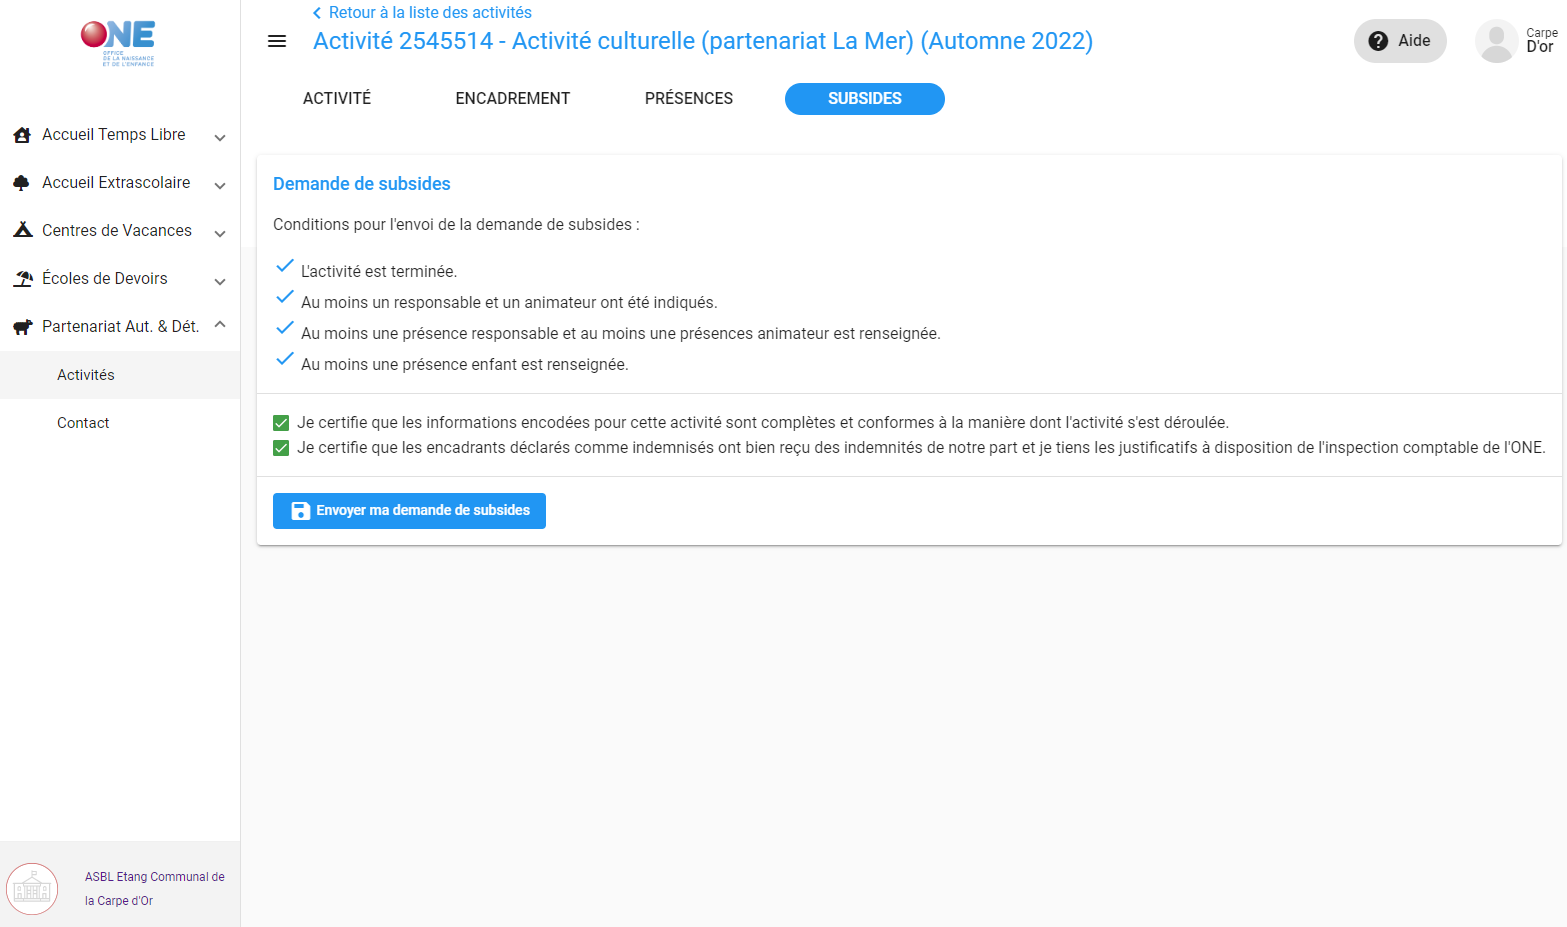 ONE
OFFICE
DE LA NAISSANCE
ET DE L'ENFANCE
Retour à la liste des activités
Activité 2545514 - Activité culturelle (partenariat La Mer) (Automne 2022)
Aide
Carpe
D'or
ACTIVITÉ
ENCADREMENT
PRÉSENCES
SUBSIDES
Accueil Temps Libre
Accueil Extrascolaire
Centres de Vacances
Écoles de Devoirs
Partenariat Aut. & Dét.
Activités
Contact
Demande de subsides
Conditions pour l'envoi de la demande de subsides :
L'activité est terminée.
Au moins un responsable et un animateur ont été indiqués.
Au moins une présence responsable et au moins une présences animateur est renseignée.
Au moins une présence enfant est renseignée.
Je certifie que les informations encodées pour cette activité sont complètes et conformes à la manière dont l'activité s'est déroulée.
Je certifie que les encadrants déclarés comme indemnisés ont bien reçu des indemnités de notre part et je tiens les justificatifs à disposition de l'inspection comptable de l'ONE.
Envoyer ma demande de subsides
ASBL Etang Communal de
la Carpe d'Or